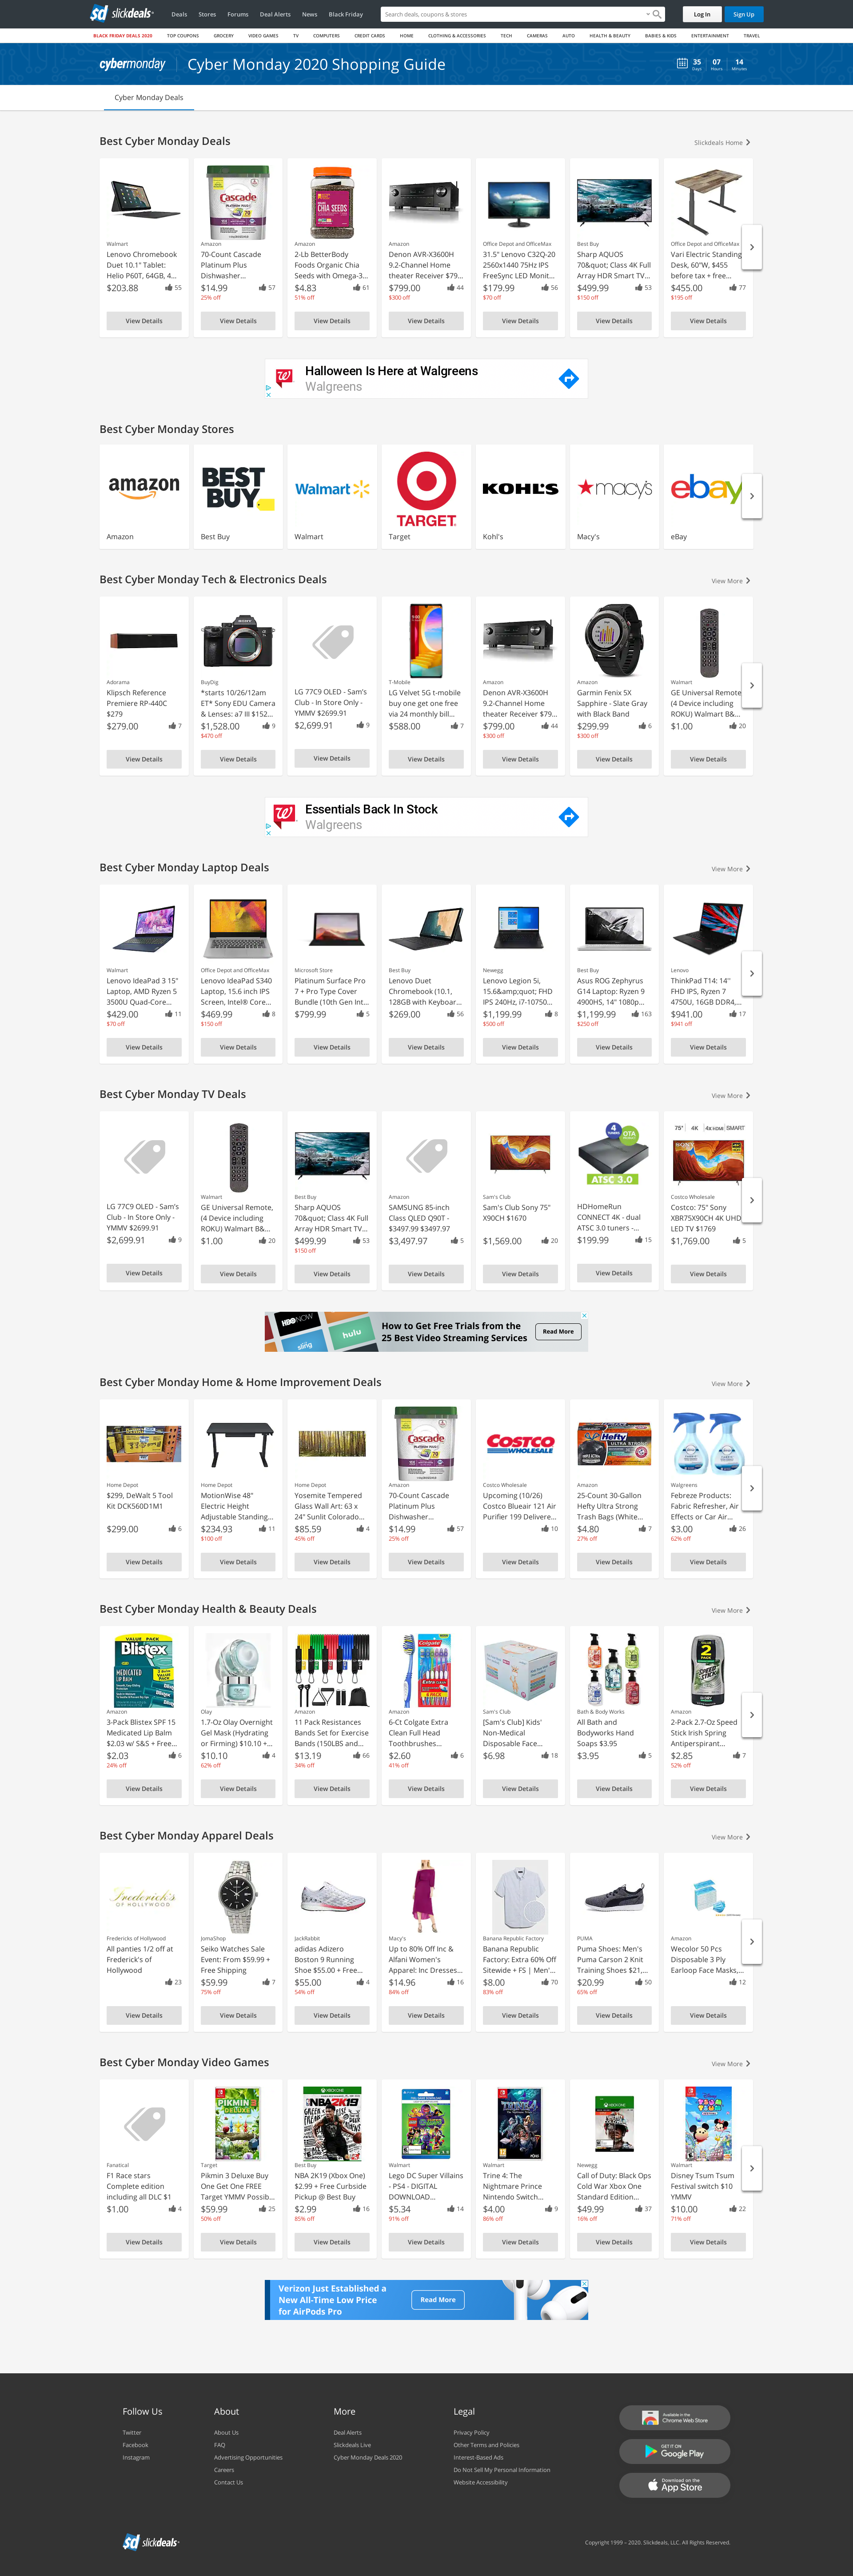 slickdeals
Deals
Stores
Forums
Deal Alerts
News
Black Friday
Search deals, coupons & stores
Log In
Sign Up
BLACK FRIDAY DEALS 2020
TOP COUPONS
GROCERY
VIDEO GAMES
TV
COMPUTERS
CREDIT CARDS
HOME
CLOTHING & ACCESSORIES
TECH
CAMERAS
AUTO
HEALTH & BEAUTY
BABIES & KIDS
ENTERTAINMENT
TRAVEL
cybermonday
Cyber Monday 2020 Shopping Guide
35 07 14
Days Hours Minutes
Cyber Monday Deals
Best Cyber Monday Deals
Slickdeals Home
Walmart
Lenovo Chromebook
Duet 10.1" Tablet:
Helio P60T, 64GB, 4...
$203.88 55
View Details
Amazon
70-Count Cascade
Platinum Plus
Dishwasher...
$14.99 57
25% off
View Details
Amazon
2-Lb BetterBody
Foods Organic Chia
Seeds with Omega-3...
$4.83 61
51% off
View Details
Amazon
Denon AVR-X3600H
9.2-Channel Home
theater Receiver $79...
$799.00 44
$300 off
View Details
Office Depot and OfficeMax
31.5" Lenovo C32Q-20
2560x1440 75Hz IPS
FreeSync LED Monit...
$179.99 56
$70 off
View Details
Best Buy
Sharp AQUOS
70&quot; Class 4K Full
Array HDR Smart TV...
$499.99 53
$150 off
View Details
Office Depot and OfficeMax
Vari Electric Standing
Desk, 60"W, $455
before tax + free...
$455.00 77
$195 off
View Details
Halloween Is Here at Walgreens
Walgreens
Best Cyber Monday Stores
amazon
Amazon
BEST
BUY
Best Buy
Walmart
Walmart
TARGET
Target
KOHL'S
Kohl's
macy's
Macy's
ebay
eBay
Best Cyber Monday Tech & Electronics Deals
View More
Adorama
Klipsch Reference
Premiere RP-440C
$279
$279.00 7
View Details
BuyDig
*starts 10/26/12am
ET* Sony EDU Camera
& Lenses: a7 III $152...
$1,528.00 9
$470 off
View Details
LG 77C9 OLED - Sam's
Club - In Store Only -
YMMV $2699.91
$2,699.91 9
View Details
T-Mobile
LG Velvet 5G t-mobile
buy one get one free
via 24 monthly bill...
$588.00 7
View Details
Amazon
Denon AVR-X3600H
9.2-Channel Home
theater Receiver $79...
$799.00 44
$300 off
View Details
Amazon
Garmin Fenix 5X
Sapphire - Slate Gray
with Black Band
$299.99 6
$300 off
View Details
Walmart
GE Universal Remote,
(4 Device including
ROKU) Walmart B&...
$1.00 20
View Details
Essentials Back In Stock
Walgreens
Best Cyber Monday Laptop Deals
View More
Walmart
Lenovo IdeaPad 3 15"
Laptop, AMD Ryzen 5
3500U Quad-Core...
$429.00 11
$70 off
View Details
Office Depot and OfficeMax
Lenovo IdeaPad S340
Laptop, 15.6 inch IPS
Screen, Intel® Core...
$469.99 8
$150 off
View Details
Microsoft Store
Platinum Surface Pro
7 + Pro Type Cover
Bundle (10th Gen Int...
$799.99 5
View Details
Best Buy
Lenovo Duet
Chromebook (10.1,
128GB with Keyboar...
$269.00 56
View Details
Newegg
Lenovo Legion 5i,
15.6&amp;quot; FHD
IPS 240Hz, i7-10750...
$1,199.99 8
$500 off
View Details
Best Buy
Asus ROG Zephyrus
G14 Laptop: Ryzen 9
4900HS, 14" 1080p...
$1,199.99 163
$250 off
View Details
Lenovo
ThinkPad T14: 14''
FHD IPS, Ryzen 7
4750U, 16GB DDR4,...
$941.00 17
$941 off
View Details
Best Cyber Monday TV Deals
View More
LG 77C9 OLED - Sam's
Club - In Store Only -
YMMV $2699.91
$2,699.91 9
View Details
Walmart
GE Universal Remote,
(4 Device including
ROKU) Walmart B&...
$1.00 20
View Details
Best Buy
Sharp AQUOS
70&quot; Class 4K Full
Array HDR Smart TV...
$499.99 53
$150 off
View Details
Amazon
SAMSUNG 85-inch
Class QLED Q90T -
$3497.99 $3497.97
$3,497.97 5
View Details
Sam's Club
Sam's Club Sony 75"
X90CH $1670
$1,569.00 20
View Details
4 OTA
ATSC 3.0
HDHomeRun
CONNECT 4K - dual
ATSC 3.0 tuners -...
$199.99 15
View Details
75" 4K 4x HDMI SMART
SONY
Costco Wholesale
Costco: 75" Sony
XBR75X90CH 4K UHD
LED TV $1769
$1,769.00 5
View Details
HBO NOW
hulu
sling
How to Get Free Trials from the
25 Best Video Streaming Services
Read More
Best Cyber Monday Home & Home Improvement Deals
View More
Home Depot
$299, DeWalt 5 Tool
Kit DCK560D1M1
$299.00 6
View Details
Home Depot
MotionWise 48"
Electric Height
Adjustable Standing...
$234.93 11
$100 off
View Details
Home Depot
Yosemite Tempered
Glass Wall Art: 63 x
24" Sunlit Colorado...
$85.59 4
45% off
View Details
Cascade
Amazon
70-Count Cascade
Platinum Plus
Dishwasher...
$14.99 57
25% off
View Details
COSTCO
WHOLESALE
Costco Wholesale
Upcoming (10/26)
Costco Blueair 121 Air
Purifier 199 Delivere...
10
View Details
Hefty
Amazon
25-Count 30-Gallon
Hefty Ultra Strong
Trash Bags (White...
$4.80 7
27% off
View Details
Walgreens
Febreze Products:
Fabric Refresher, Air
Effects or Car Air...
$3.00 26
62% off
View Details
Best Cyber Monday Health & Beauty Deals
View More
VALUE PACK
Blistex
MEDICATED
LIP BALM
Amazon
3-Pack Blistex SPF 15
Medicated Lip Balm
$2.03 w/ S&S + Free...
$2.03 6
24% off
View Details
Olay
1.7-Oz Olay Overnight
Gel Mask (Hydrating
or Firming) $10.10 +...
$10.10 4
62% off
View Details
Amazon
11 Pack Resistances
Bands Set for Exercise
Bands (150LBS and...
$13.19 66
34% off
View Details
Colgate
Amazon
6-Ct Colgate Extra
Clean Full Head
Toothbrushes...
$2.60 6
41% off
View Details
Sam's Club
[Sam's Club] Kids'
Non-Medical
Disposable Face...
$6.98 18
View Details
Bath & Body Works
All Bath and
Bodyworks Hand
Soaps $3.95
$3.95 5
View Details
Amazon
2-Pack 2.7-Oz Speed
Stick Irish Spring
Antiperspirant...
$2.85 7
52% off
View Details
Best Cyber Monday Apparel Deals
View More
Frederick's
OF HOLLYWOOD
Fredericks of Hollywood
All panties 1/2 off at
Frederick's of
Hollywood
23
View Details
JomaShop
Seiko Watches Sale
Event: From $59.99 +
Free Shipping
$59.99 7
75% off
View Details
JackRabbit
adidas Adizero
Boston 9 Running
Shoe $55.00 + Free...
$55.00 4
54% off
View Details
Macy's
Up to 80% Off Inc &
Alfani Women's
Apparel: Inc Dresses...
$14.96 16
84% off
View Details
Banana Republic Factory
Banana Republic
Factory: Extra 60% Off
Sitewide + FS | Men'...
$8.00 70
83% off
View Details
PUMA
Puma Shoes: Men's
Puma Carson 2 Knit
Training Shoes $21,...
$20.99 50
65% off
View Details
Amazon
Wecolor 50 Pcs
Disposable 3 Ply
Earloop Face Masks,...
12
View Details
Best Cyber Monday Video Games
View More
Fanatical
F1 Race stars
Complete edition
including all DLC $1
$1.00 4
View Details
PIKMIN 3
DELUXE
Target
Pikmin 3 Deluxe Buy
One Get One FREE
Target YMMV Possib...
$59.99 25
50% off
View Details
NBA 2K19
Best Buy
NBA 2K19 (Xbox One)
$2.99 + Free Curbside
Pickup @ Best Buy
$2.99 16
85% off
View Details
Walmart
Lego DC Super Villains
- PS4 - DIGITAL
DOWNLOAD...
$5.34 14
91% off
View Details
TRINE 4
Walmart
Trine 4: The
Nightmare Prince
Nintendo Switch...
$4.00 9
86% off
View Details
Newegg
Call of Duty: Black Ops
Cold War Xbox One
Standard Edition...
$49.99 37
16% off
View Details
Walmart
Disney Tsum Tsum
Festival switch $10
YMMV
$10.00 22
71% off
View Details
Verizon Just Established a
New All-Time Low Price
for AirPods Pro
Read More
Follow Us
Twitter
Facebook
Instagram
About
About Us
FAQ
Advertising Opportunities
Careers
Contact Us
More
Deal Alerts
Slickdeals Live
Cyber Monday Deals 2020
Legal
Privacy Policy
Other Terms and Policies
Interest-Based Ads
Do Not Sell My Personal Information
Website Accessibility
Available in the
Chrome Web Store
GET IT ON
Google Play
Download on the
App Store
slickdeals
Copyright 1999 – 2020. Slickdeals, LLC. All Rights Reserved.